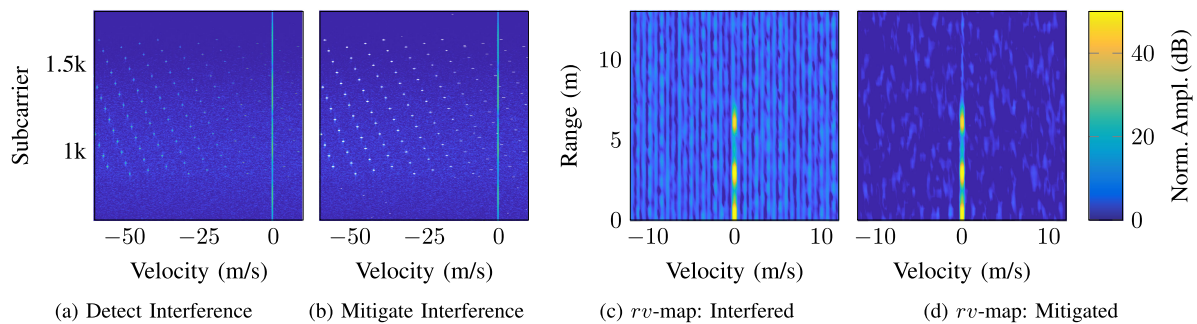 Subcarrier
1.5k
1k
−50 −25 0
Velocity (m/s)
(a) Detect Interference
−50 −25 0
Velocity (m/s)
(b) Mitigate Interference
Range (m)
10
5
0
−10 0 10
Velocity (m/s)
(c) rv-map: Interfered
−10 0 10
Velocity (m/s)
(d) rv-map: Mitigated
40
20
0
Norm. Ampl. (dB)